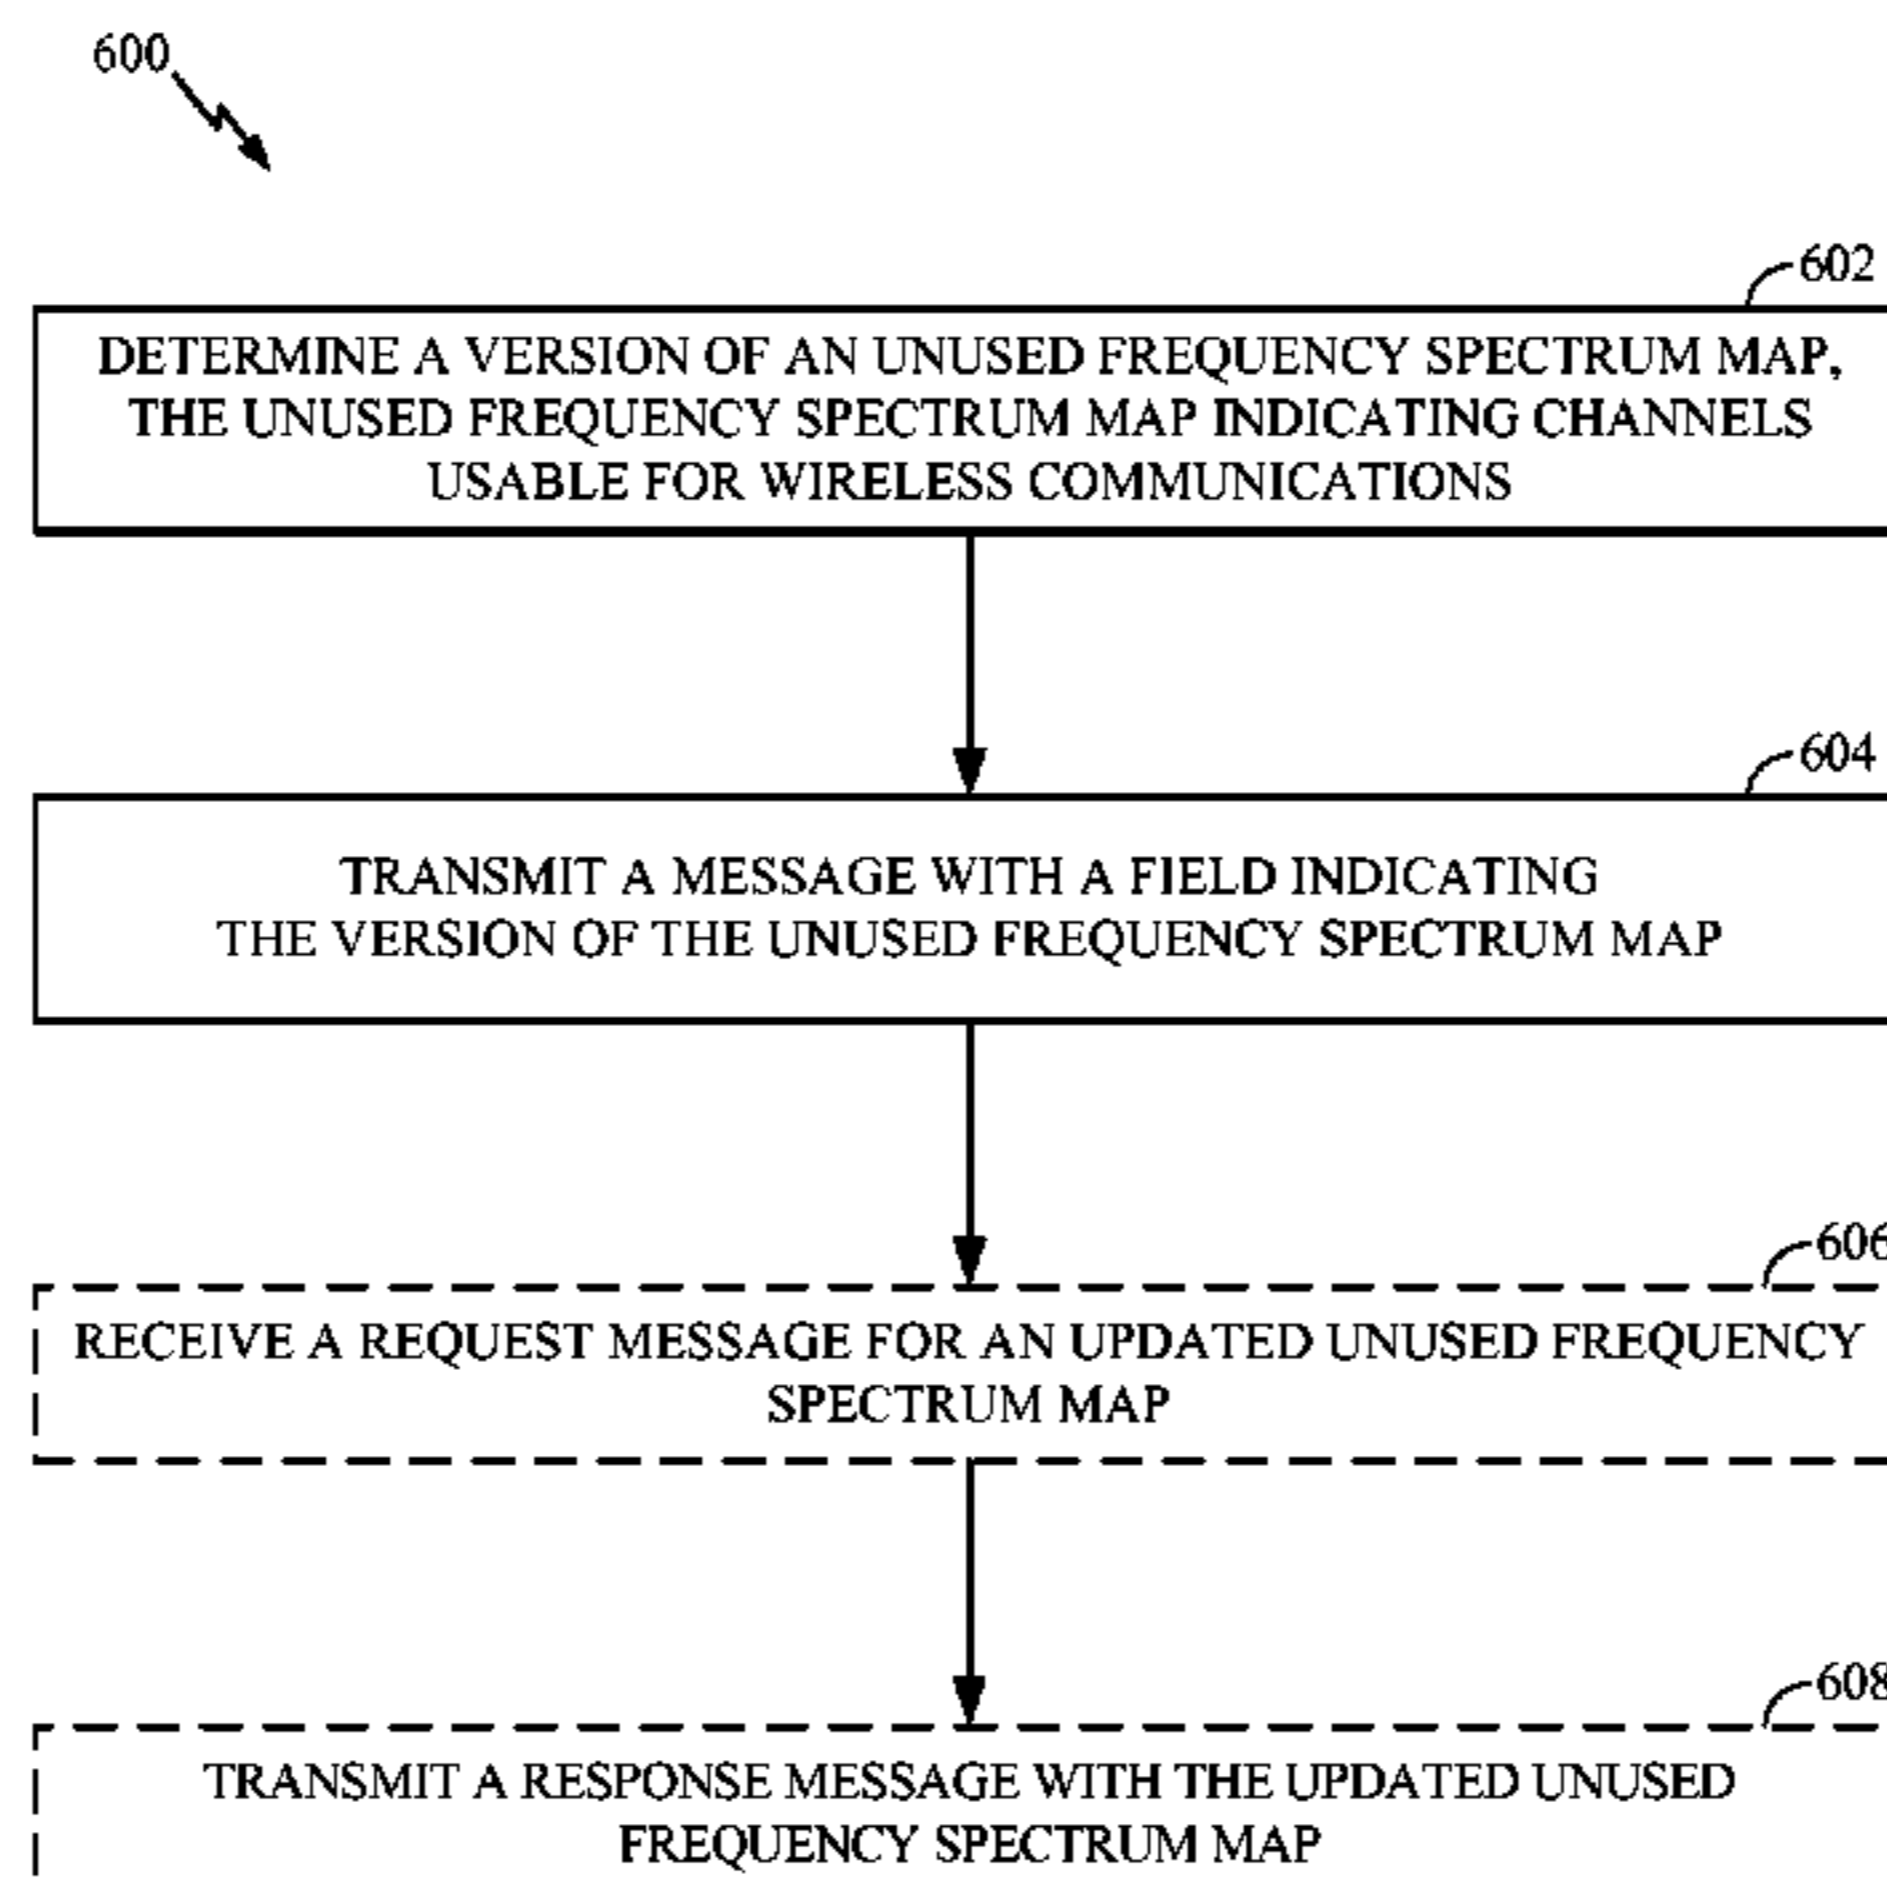 600
602
DETERMINE A VERSION OF AN UNUSED FREQUENCY SPECTRUM MAP,
THE UNUSED FREQUENCY SPECTRUM MAP INDICATING CHANNELS
USABLE FOR WIRELESS COMMUNICATIONS
604
TRANSMIT A MESSAGE WITH A FIELD INDICATING
THE VERSION OF THE UNUSED FREQUENCY SPECTRUM MAP
606
RECEIVE A REQUEST MESSAGE FOR AN UPDATED UNUSED FREQUENCY
SPECTRUM MAP
608
TRANSMIT A RESPONSE MESSAGE WITH THE UPDATED UNUSED
FREQUENCY SPECTRUM MAP